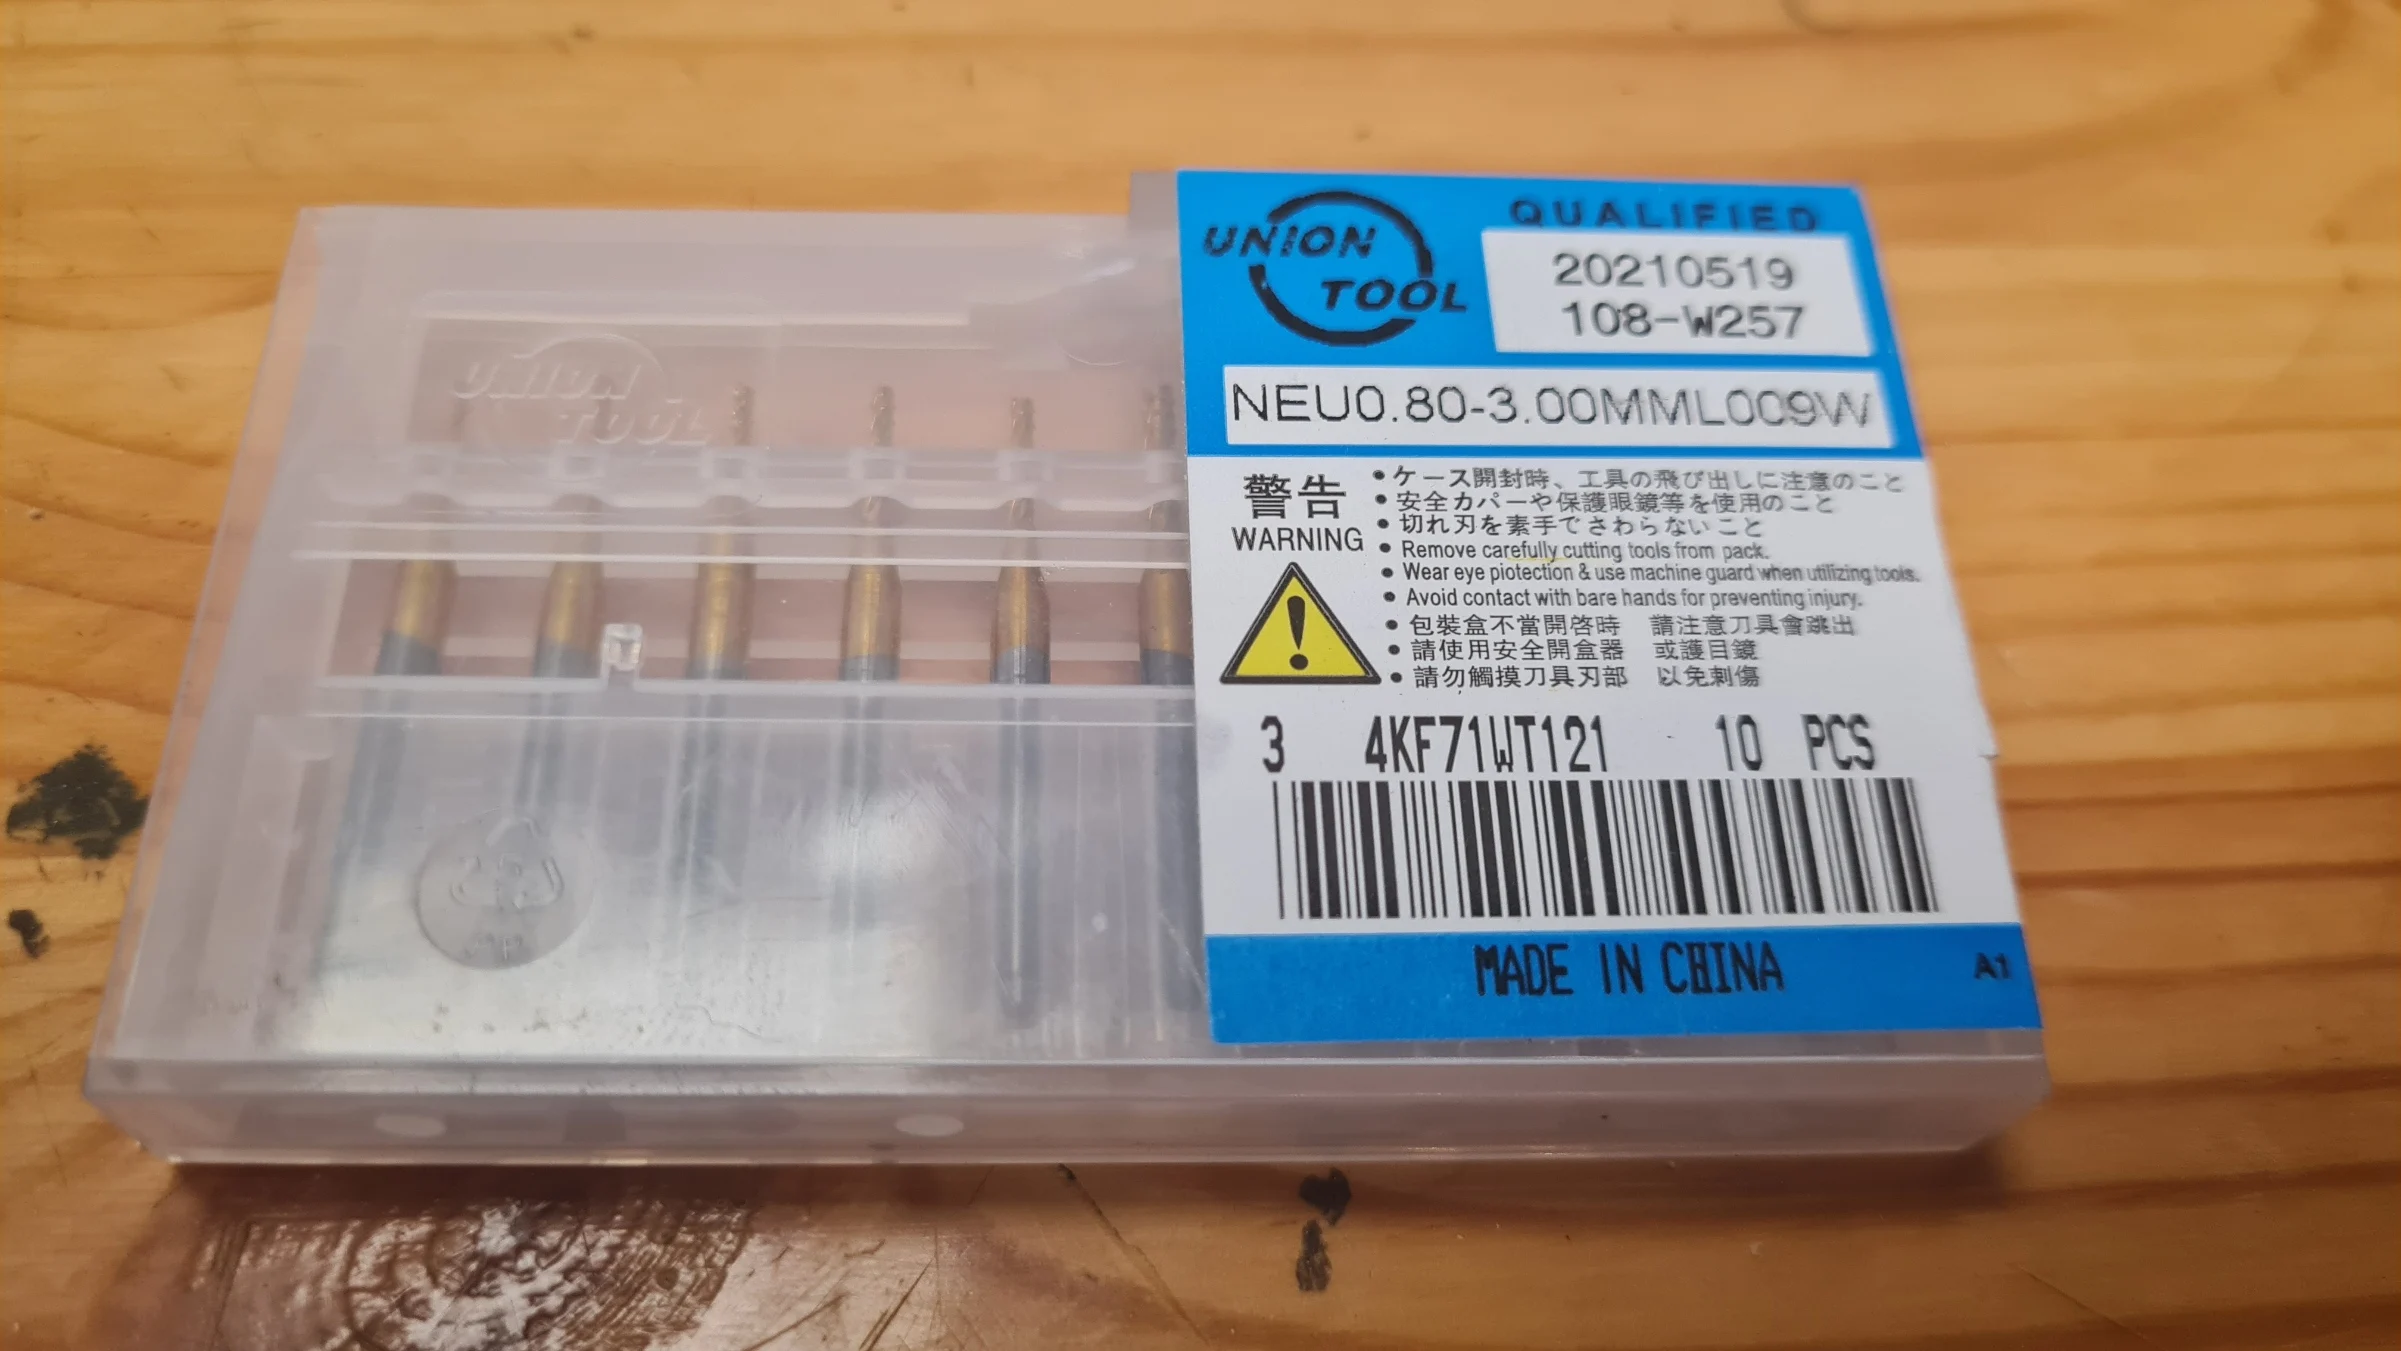 UNION
TOOL
UNION
TOOL
QUALIFIED
20210519
108-W257
NEU0.80-3.00MML009W
警告
WARNING
•ケース開封時、工具の飛び出しに注意のこと
•安全カバーや保護眼鏡等を使用のこと
•切れ刃を素手でさわらないこと
• Remove carefully cutting tools from pack.
• Wear eye piotection & use machine guard when utilizing tools.
• Avoid contact with bare hands for preventing injury.
•包裝盒不當開啓時 請注意刀具會跳出
•請使用安全開盒器 或護目鏡
•請勿觸摸刀具刃部 以免刺傷
3 4KF71WT121 10 PCS
MADE IN CHINA
A1